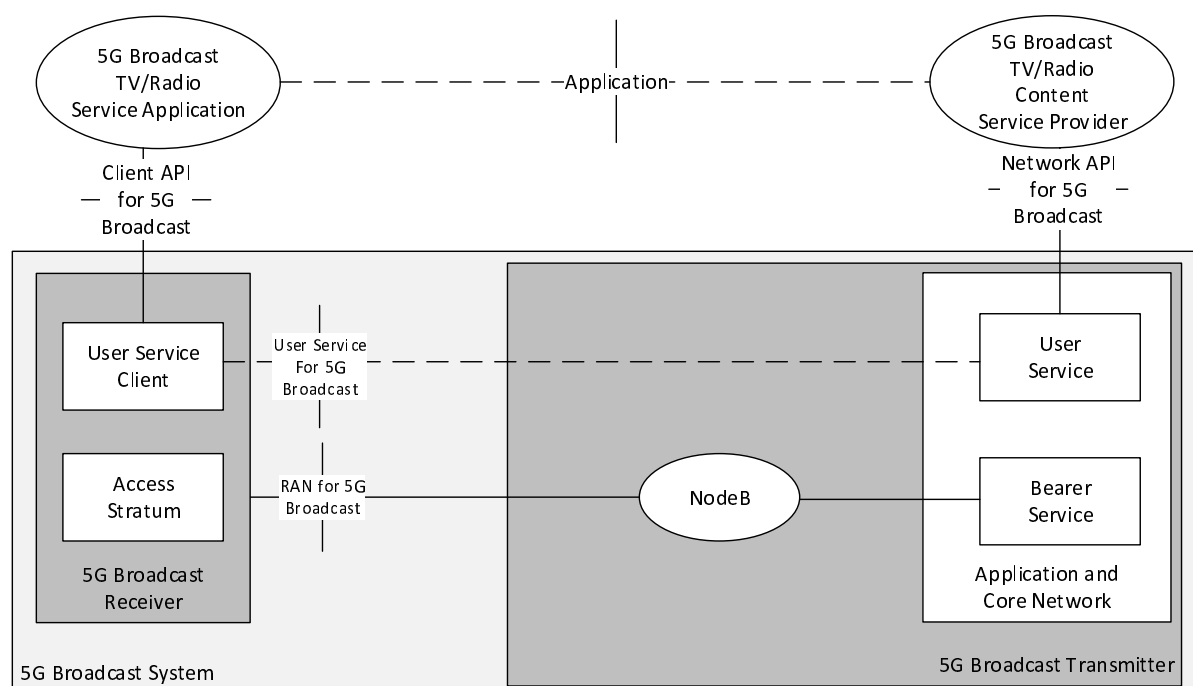 5G Broadcast
TV/Radio
Service Application
Application
5G Broadcast
TV/Radio
Content
Service Provider
Client API
for 5G
Broadcast
Network API
for 5G
Broadcast
User Service
Client
User Service
For 5G
Broadcast
User
Service
Access
Stratum
RAN for 5G
Broadcast
NodeB
Bearer
Service
5G Broadcast
Receiver
Application and
Core Network
5G Broadcast System
5G Broadcast Transmitter